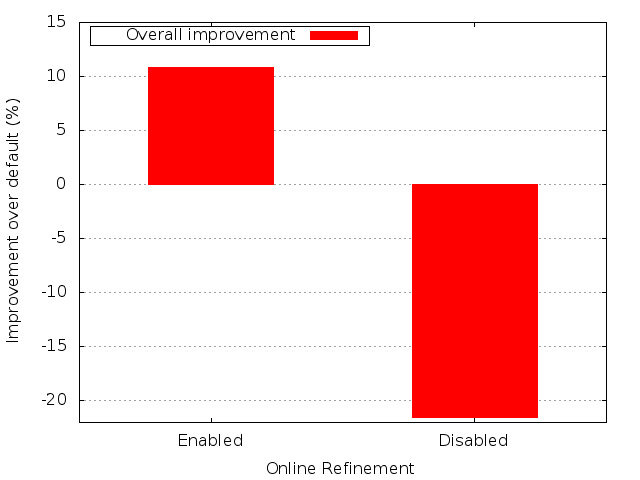 Improvement over default (%)
15
10
5
0
-5
-10
-15
-20
Overall improvement
Enabled
Disabled
Online Refinement